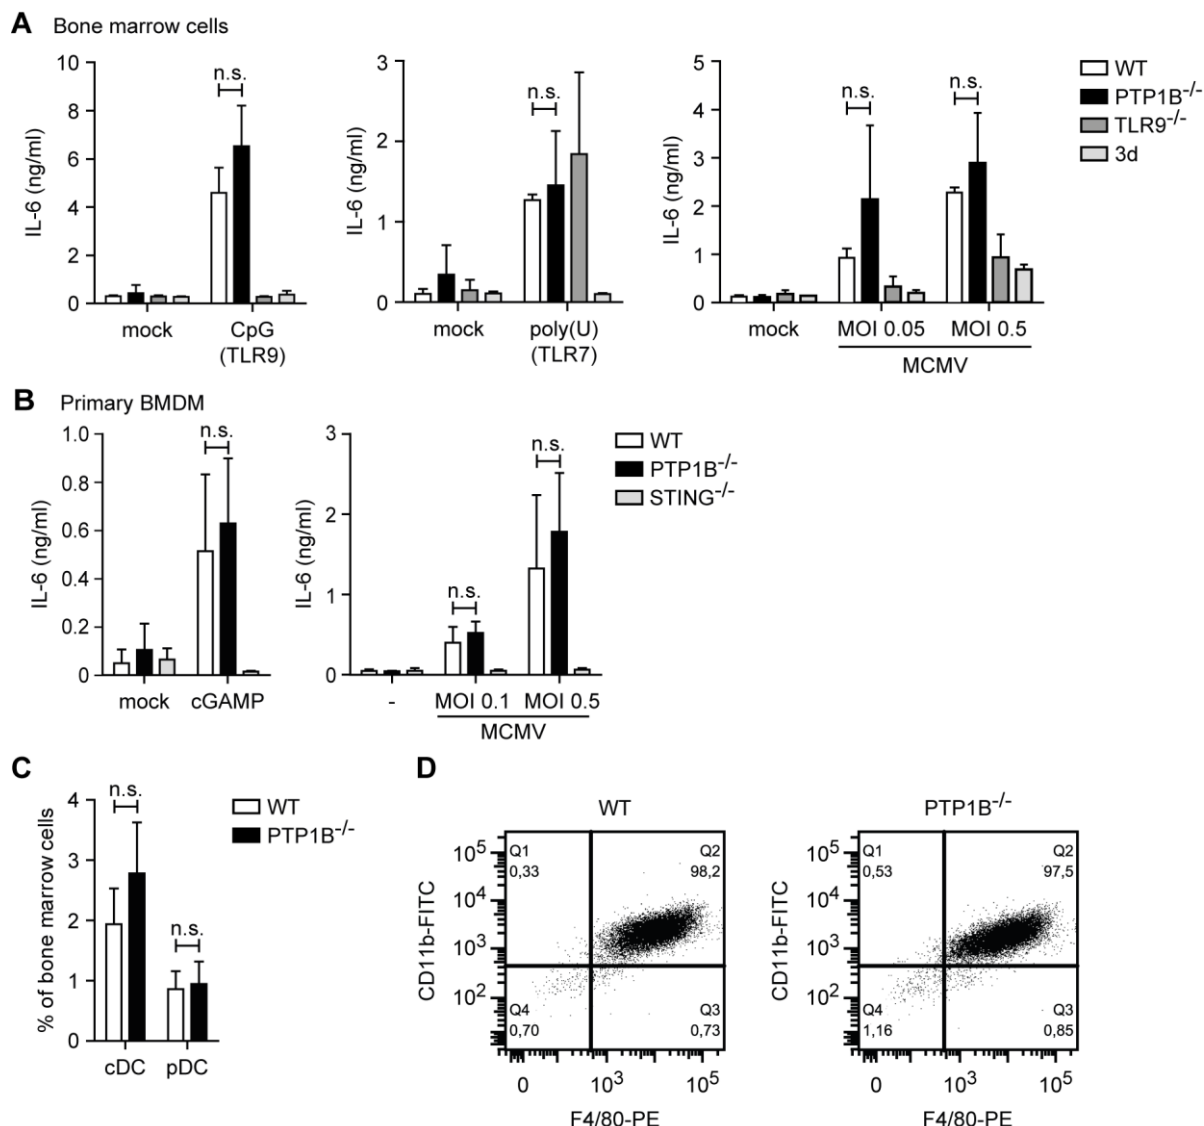 A Bone marrow cells
10
8
6
4
2
0
IL-6 (ng/ml)
n.s.
mock
CpG
(TLR9)
3
2
1
0
IL-6 (ng/ml)
n.s.
mock
poly(U)
(TLR7)
5
4
3
2
1
0
IL-6 (ng/ml)
n.s.
n.s.
mock
MOI 0.05
MOI 0.5
MCMV
WT
PTP1B-/-
TLR9-/-
3d
B Primary BMDM
1.0
0.8
0.6
0.4
0.2
0
IL-6 (ng/ml)
n.s.
mock
cGAMP
3
2
1
0
IL-6 (ng/ml)
n.s.
n.s.
-
MOI 0.1
MOI 0.5
MCMV
WT
PTP1B-/-
STING-/-
C
4
3
2
1
0
% of bone marrow cells
n.s.
n.s.
cDC
pDC
WT
PTP1B-/-
D
WT
Q1
0,33
Q2
98,2
Q4
0,70
Q3
0,73
10^5
10^4
10^3
10^2
CD11b-FITC
0
10^3
10^5
F4/80-PE
PTP1B-/-
Q1
0,53
Q2
97,5
Q4
1,16
Q3
0,85
10^5
10^4
10^3
10^2
CD11b-FITC
0
10^3
10^5
F4/80-PE